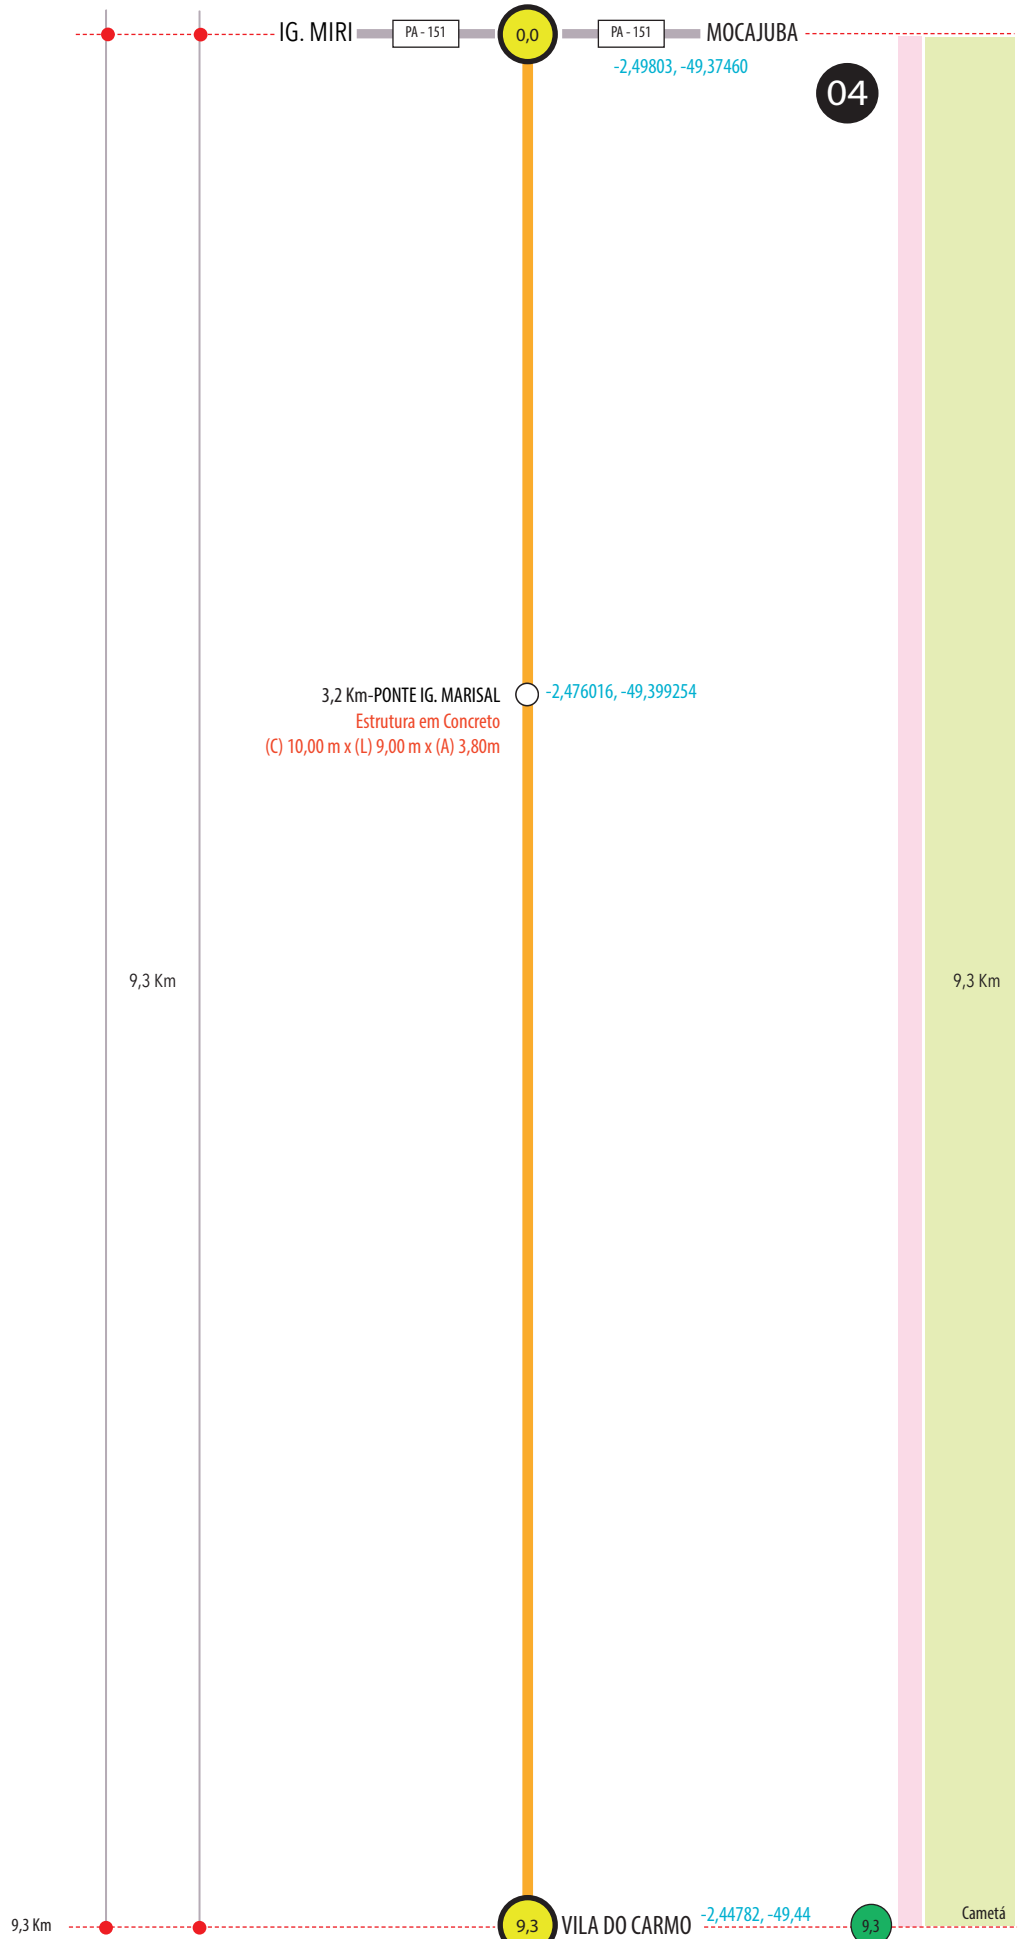 IG. MIRI PA - 151 0,0 PA - 151 MOCAJUBA
-2,49803, -49,37460
04
3,2 Km-PONTE IG. MARISAL -2,476016, -49,399254
Estrutura em Concreto
(C) 10,00 m x (L) 9,00 m x (A) 3,80m
9,3 Km 9,3 Km
9,3 Km 9,3 VILA DO CARMO -2,44782, -49,44 9,3 Cametá